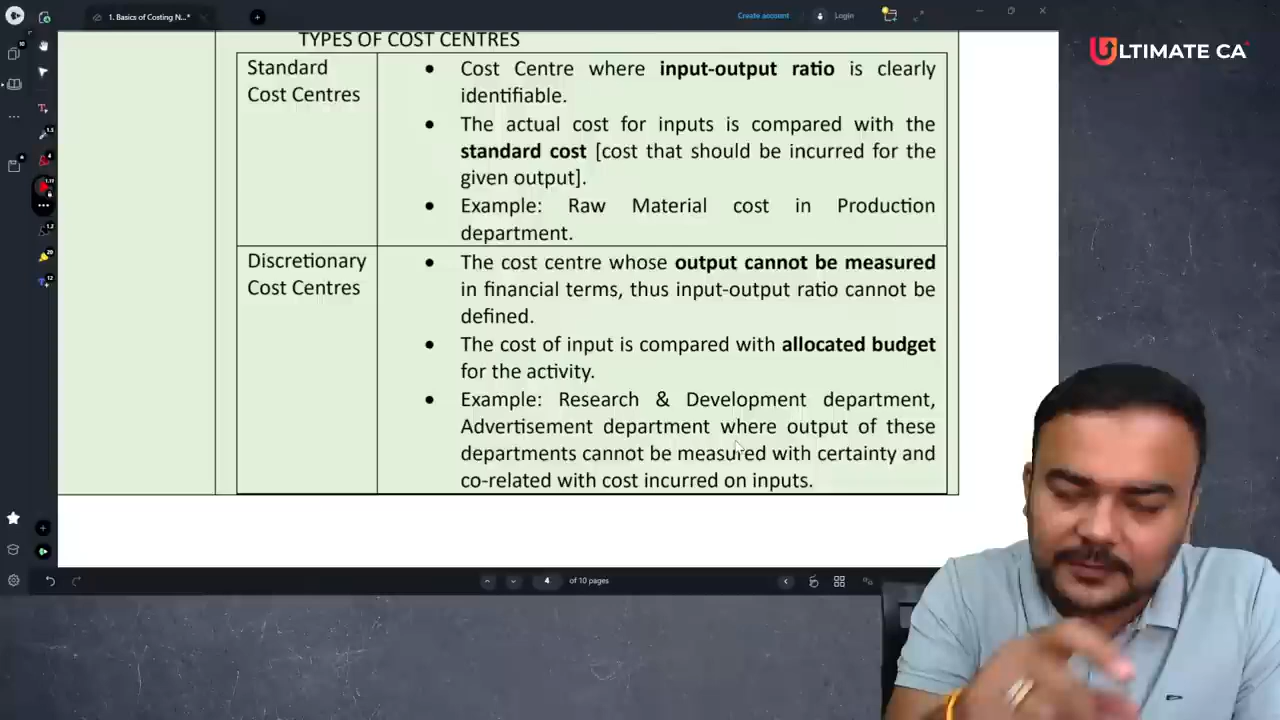 1. Basics of Costing N...*
Create account
Login
ULTIMATE CA
TYPES OF COST CENTRES
Standard
Cost Centres
• Cost Centre where input-output ratio is clearly
identifiable.
• The actual cost for inputs is compared with the
standard cost [cost that should be incurred for the
given output].
• Example: Raw Material cost in Production
department.
Discretionary
Cost Centres
• The cost centre whose output cannot be measured
in financial terms, thus input-output ratio cannot be
defined.
• The cost of input is compared with allocated budget
for the activity.
• Example: Research & Development department,
Advertisement department where output of these
departments cannot be measured with certainty and
co-related with cost incurred on inputs.
4 of 10 pages